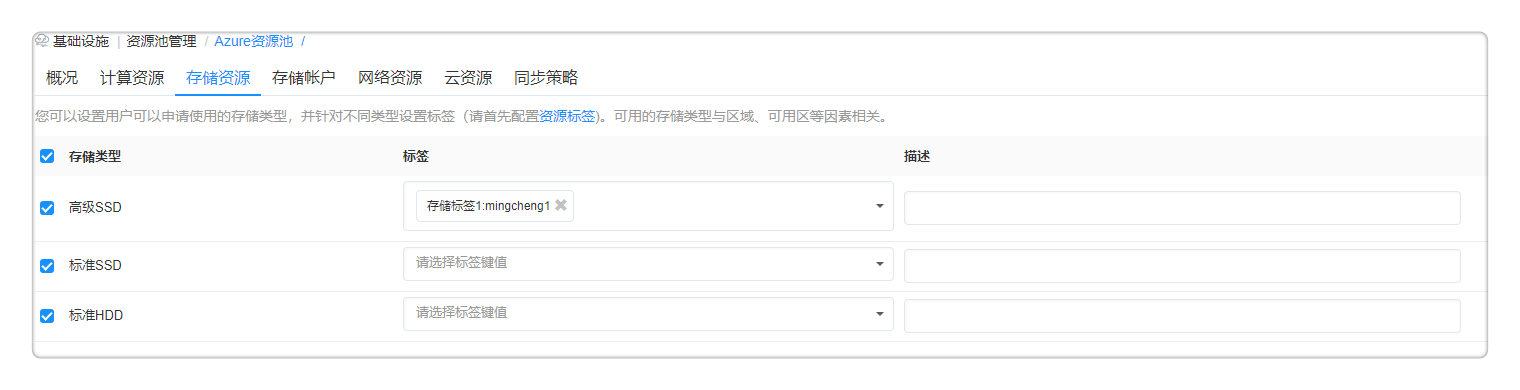 基础设施 | 资源池管理 / Azure资源池 /
概况 计算资源 存储资源 存储帐户 网络资源 云资源 同步策略
您可以设置用户可以申请使用的存储类型，并针对不同类型设置标签（请首先配置资源标签)。可用的存储类型与区域、可用区等因素相关。
存储类型 标签 描述
高级SSD 存储标签1:mingcheng1
标准SSD 请选择标签键值
标准HDD 请选择标签键值